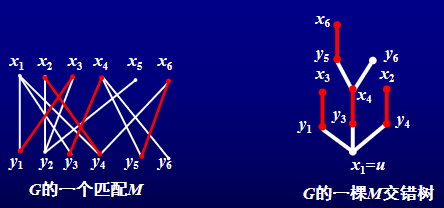 x₁ x₂ x₃ x₄ x₅ x₆
y₁ y₂ y₃ y₄ y₅ y₆
G的一个匹配M
x₆
y₅ y₆
x₃ x₄ x₂
y₁ y₃ y₄
x₁=u
G的一棵M交错树